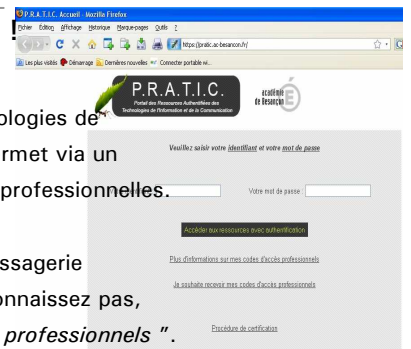 !
P.R.A.T.I.C. Accueil - Mozilla Firefox
Fichier Edition Affichage Historique Marque-pages Outils ?
https://pratic.ac-besancon.fr/
Les plus visités Démarrage Dernières nouvelles Connecter portable wi...
P.R.A.T.I.C.
Portail des Ressources Authentifiées des
Technologies de l'Information et de la Communication
académie
de Besançon
ologies de
Veuillez saisir votre identifiant et votre mot de passe
rmet via un
professionnelles.
Votre mot de passe :
Accéder aux ressources avec authentification
ssagerie
Plus d'informations sur mes codes d'accès professionnels
onnaissez pas,
Je souhaite recevoir mes codes d'accès professionnels
professionnels ".
Procédure de certification